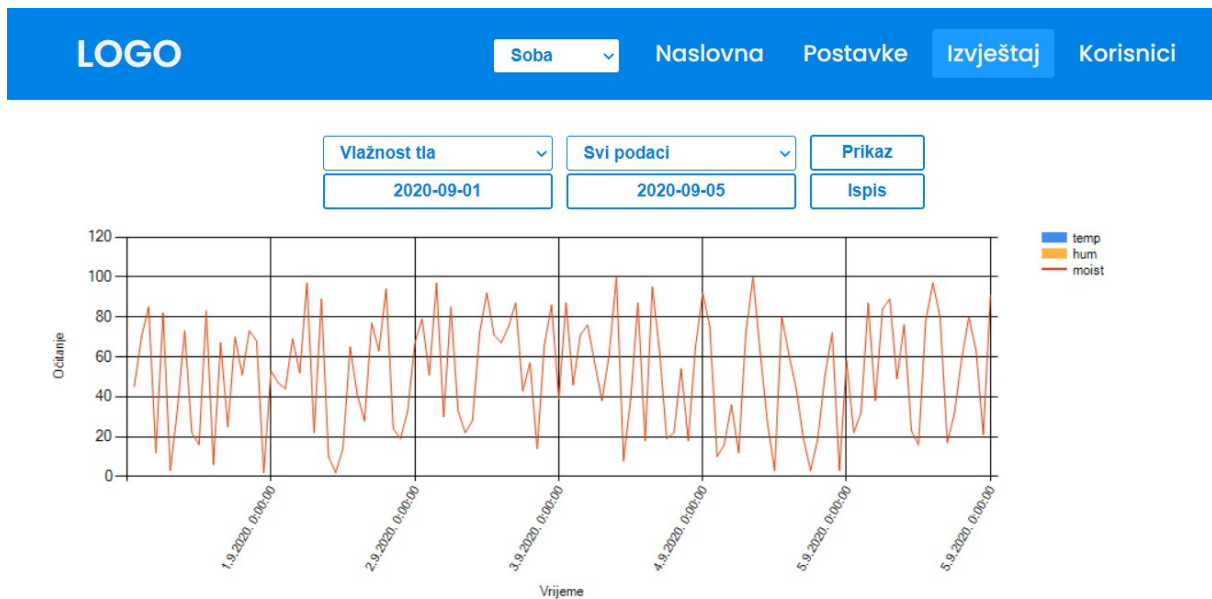 LOGO Soba Naslovna Postavke Izvještaj Korisnici
Vlažnost tla Svi podaci Prikaz
2020-09-01 2020-09-05 Ispis
120
100
80
60
40
20
0
Očitanje
temp
hum
moist
1.9.2020. 0:00:00
2.9.2020. 0:00:00
3.9.2020. 0:00:00
4.9.2020. 0:00:00
5.9.2020. 0:00:00
5.9.2020. 0:00:00
Vrijeme